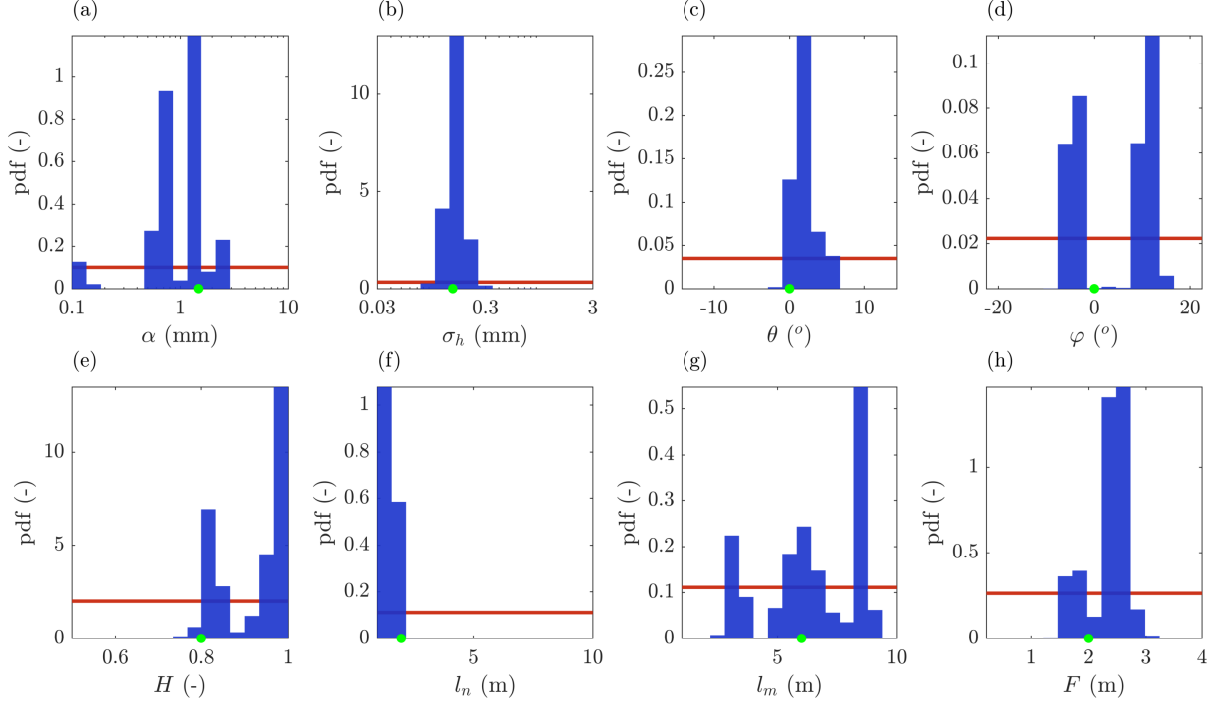 (a)
pdf (-)
1
0.8
0.6
0.4
0.2
0
0.1
1
10
α (mm)
(b)
pdf (-)
10
5
0
0.03
0.3
3
σ_h (mm)
(c)
pdf (-)
0.25
0.2
0.15
0.1
0.05
0
-10
0
10
θ (°)
(d)
pdf (-)
0.1
0.08
0.06
0.04
0.02
0
-20
0
20
φ (°)
(e)
pdf (-)
10
5
0
0.6
0.8
1
H (-)
(f)
pdf (-)
1
0.8
0.6
0.4
0.2
0
5
10
l_n (m)
(g)
pdf (-)
0.5
0.4
0.3
0.2
0.1
0
5
10
l_m (m)
(h)
pdf (-)
1
0.5
0
1
2
3
4
F (m)